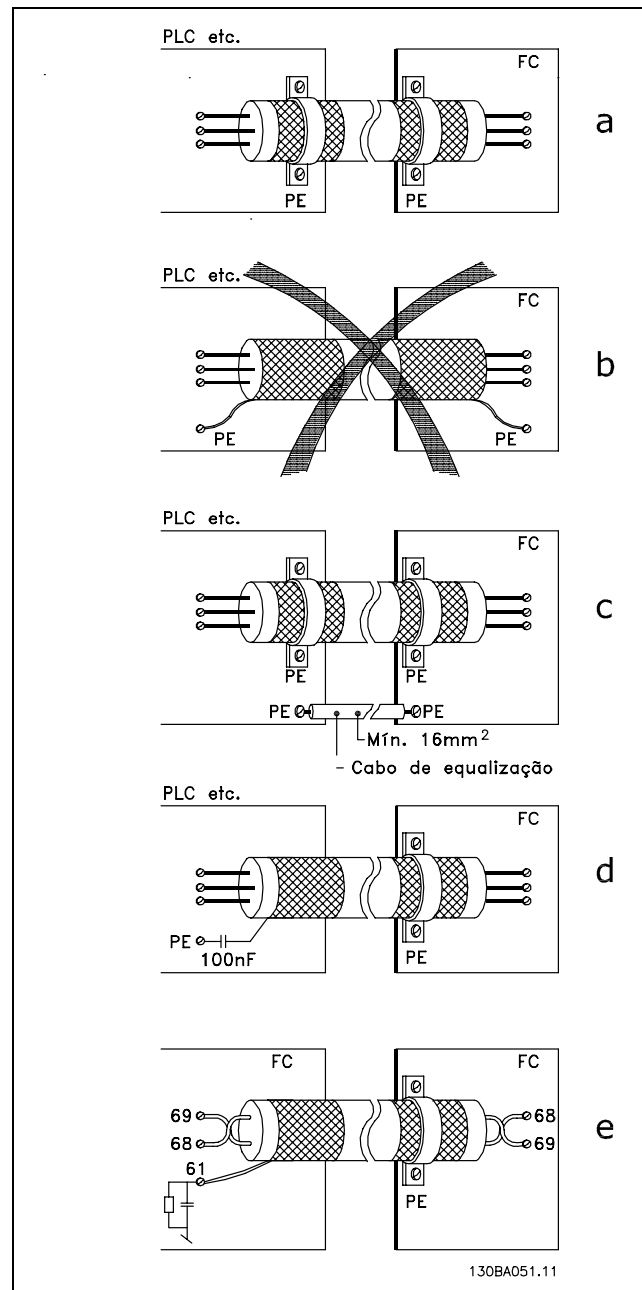 PLC etc.
FC
a
PE
PE
PLC etc.
FC
b
PE
PE
PLC etc.
FC
c
PE
PE
PE
PE
Mín. 16mm²
Cabo de equalização
PLC etc.
FC
d
PE
100nF
PE
FC
FC
e
69
68
68
69
61
PE
130BA051.11